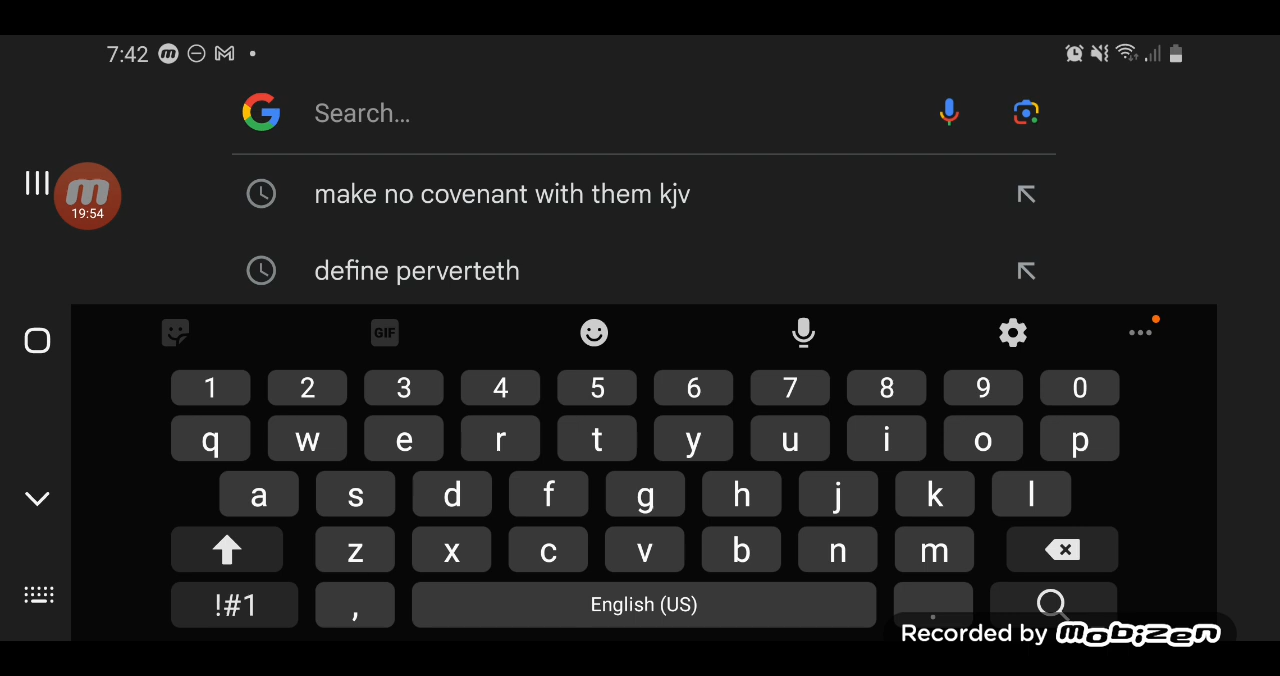 7:42
Search...
19:54
make no covenant with them kjv
define perverteth
GIF
1 2 3 4 5 6 7 8 9 0
q w e r t y u i o p
a s d f g h j k l
z x c v b n m
!#1 , English (US) .
Recorded by mobizen